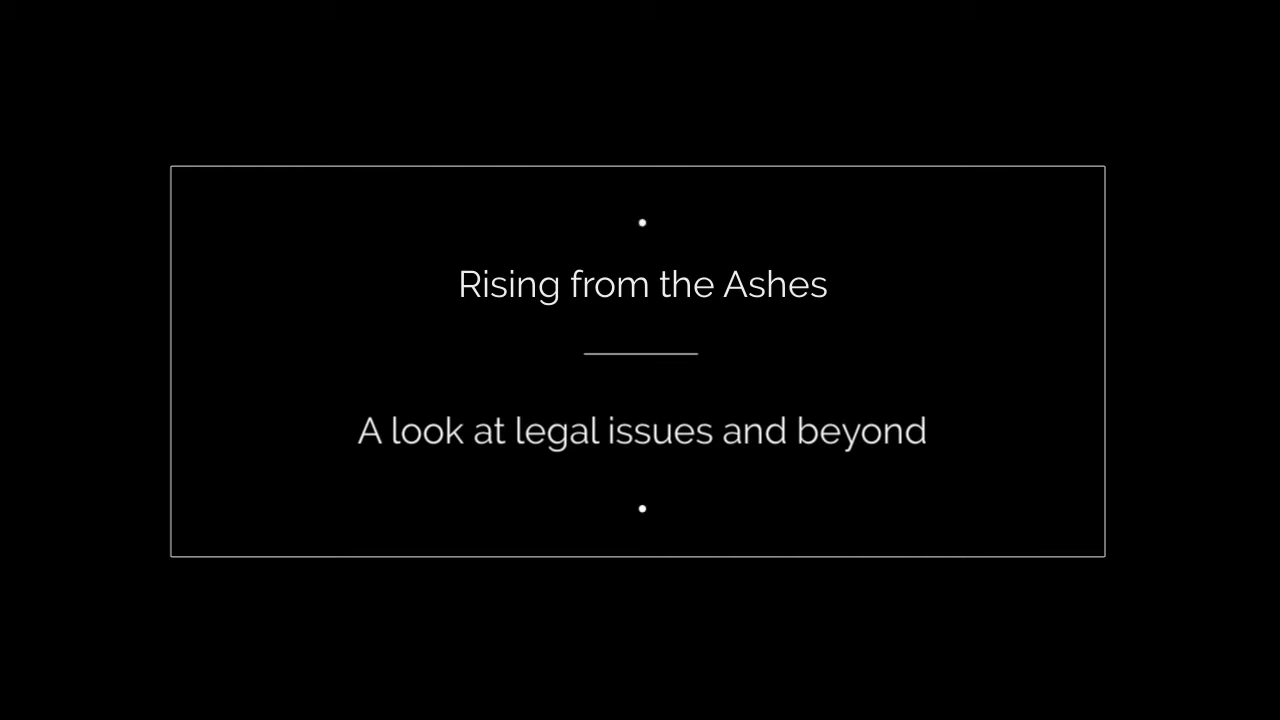 Rising from the Ashes
A look at legal issues and beyond